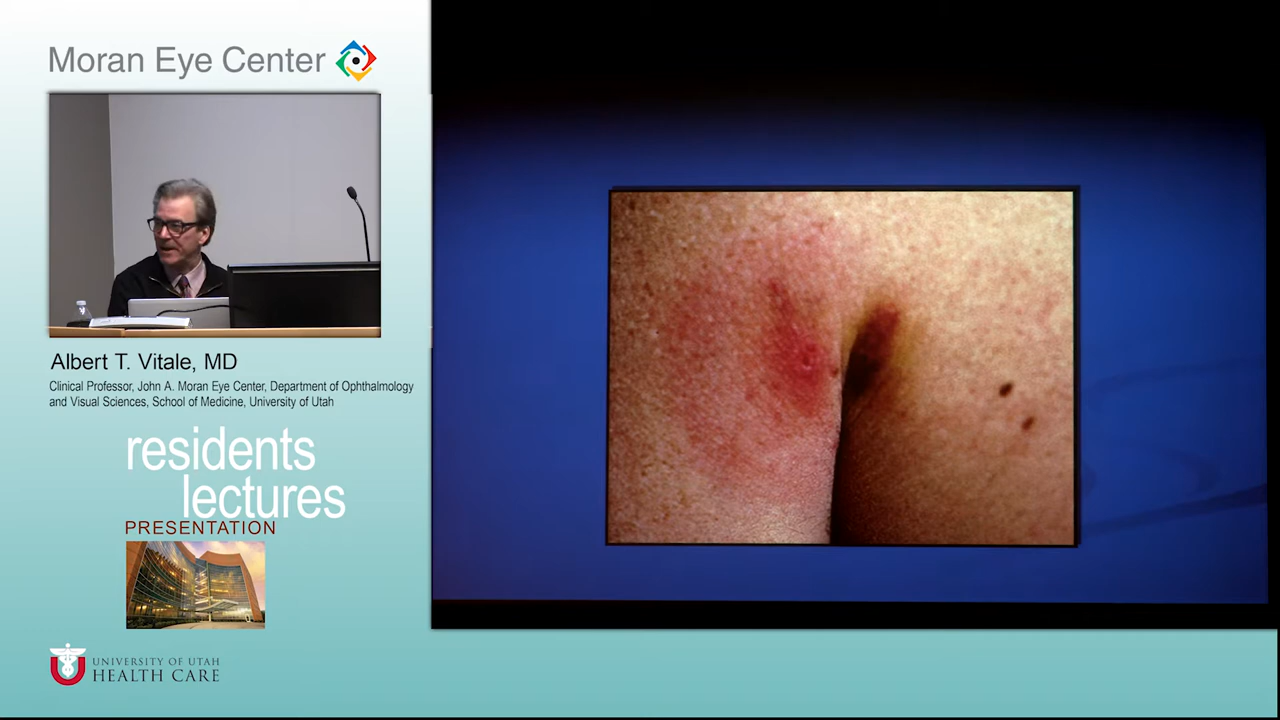 Moran Eye Center
Albert T. Vitale, MD
Clinical Professor, John A. Moran Eye Center, Department of Ophthalmology
and Visual Sciences, School of Medicine, University of Utah
residents
lectures
PRESENTATION
UNIVERSITY OF UTAH
HEALTH CARE